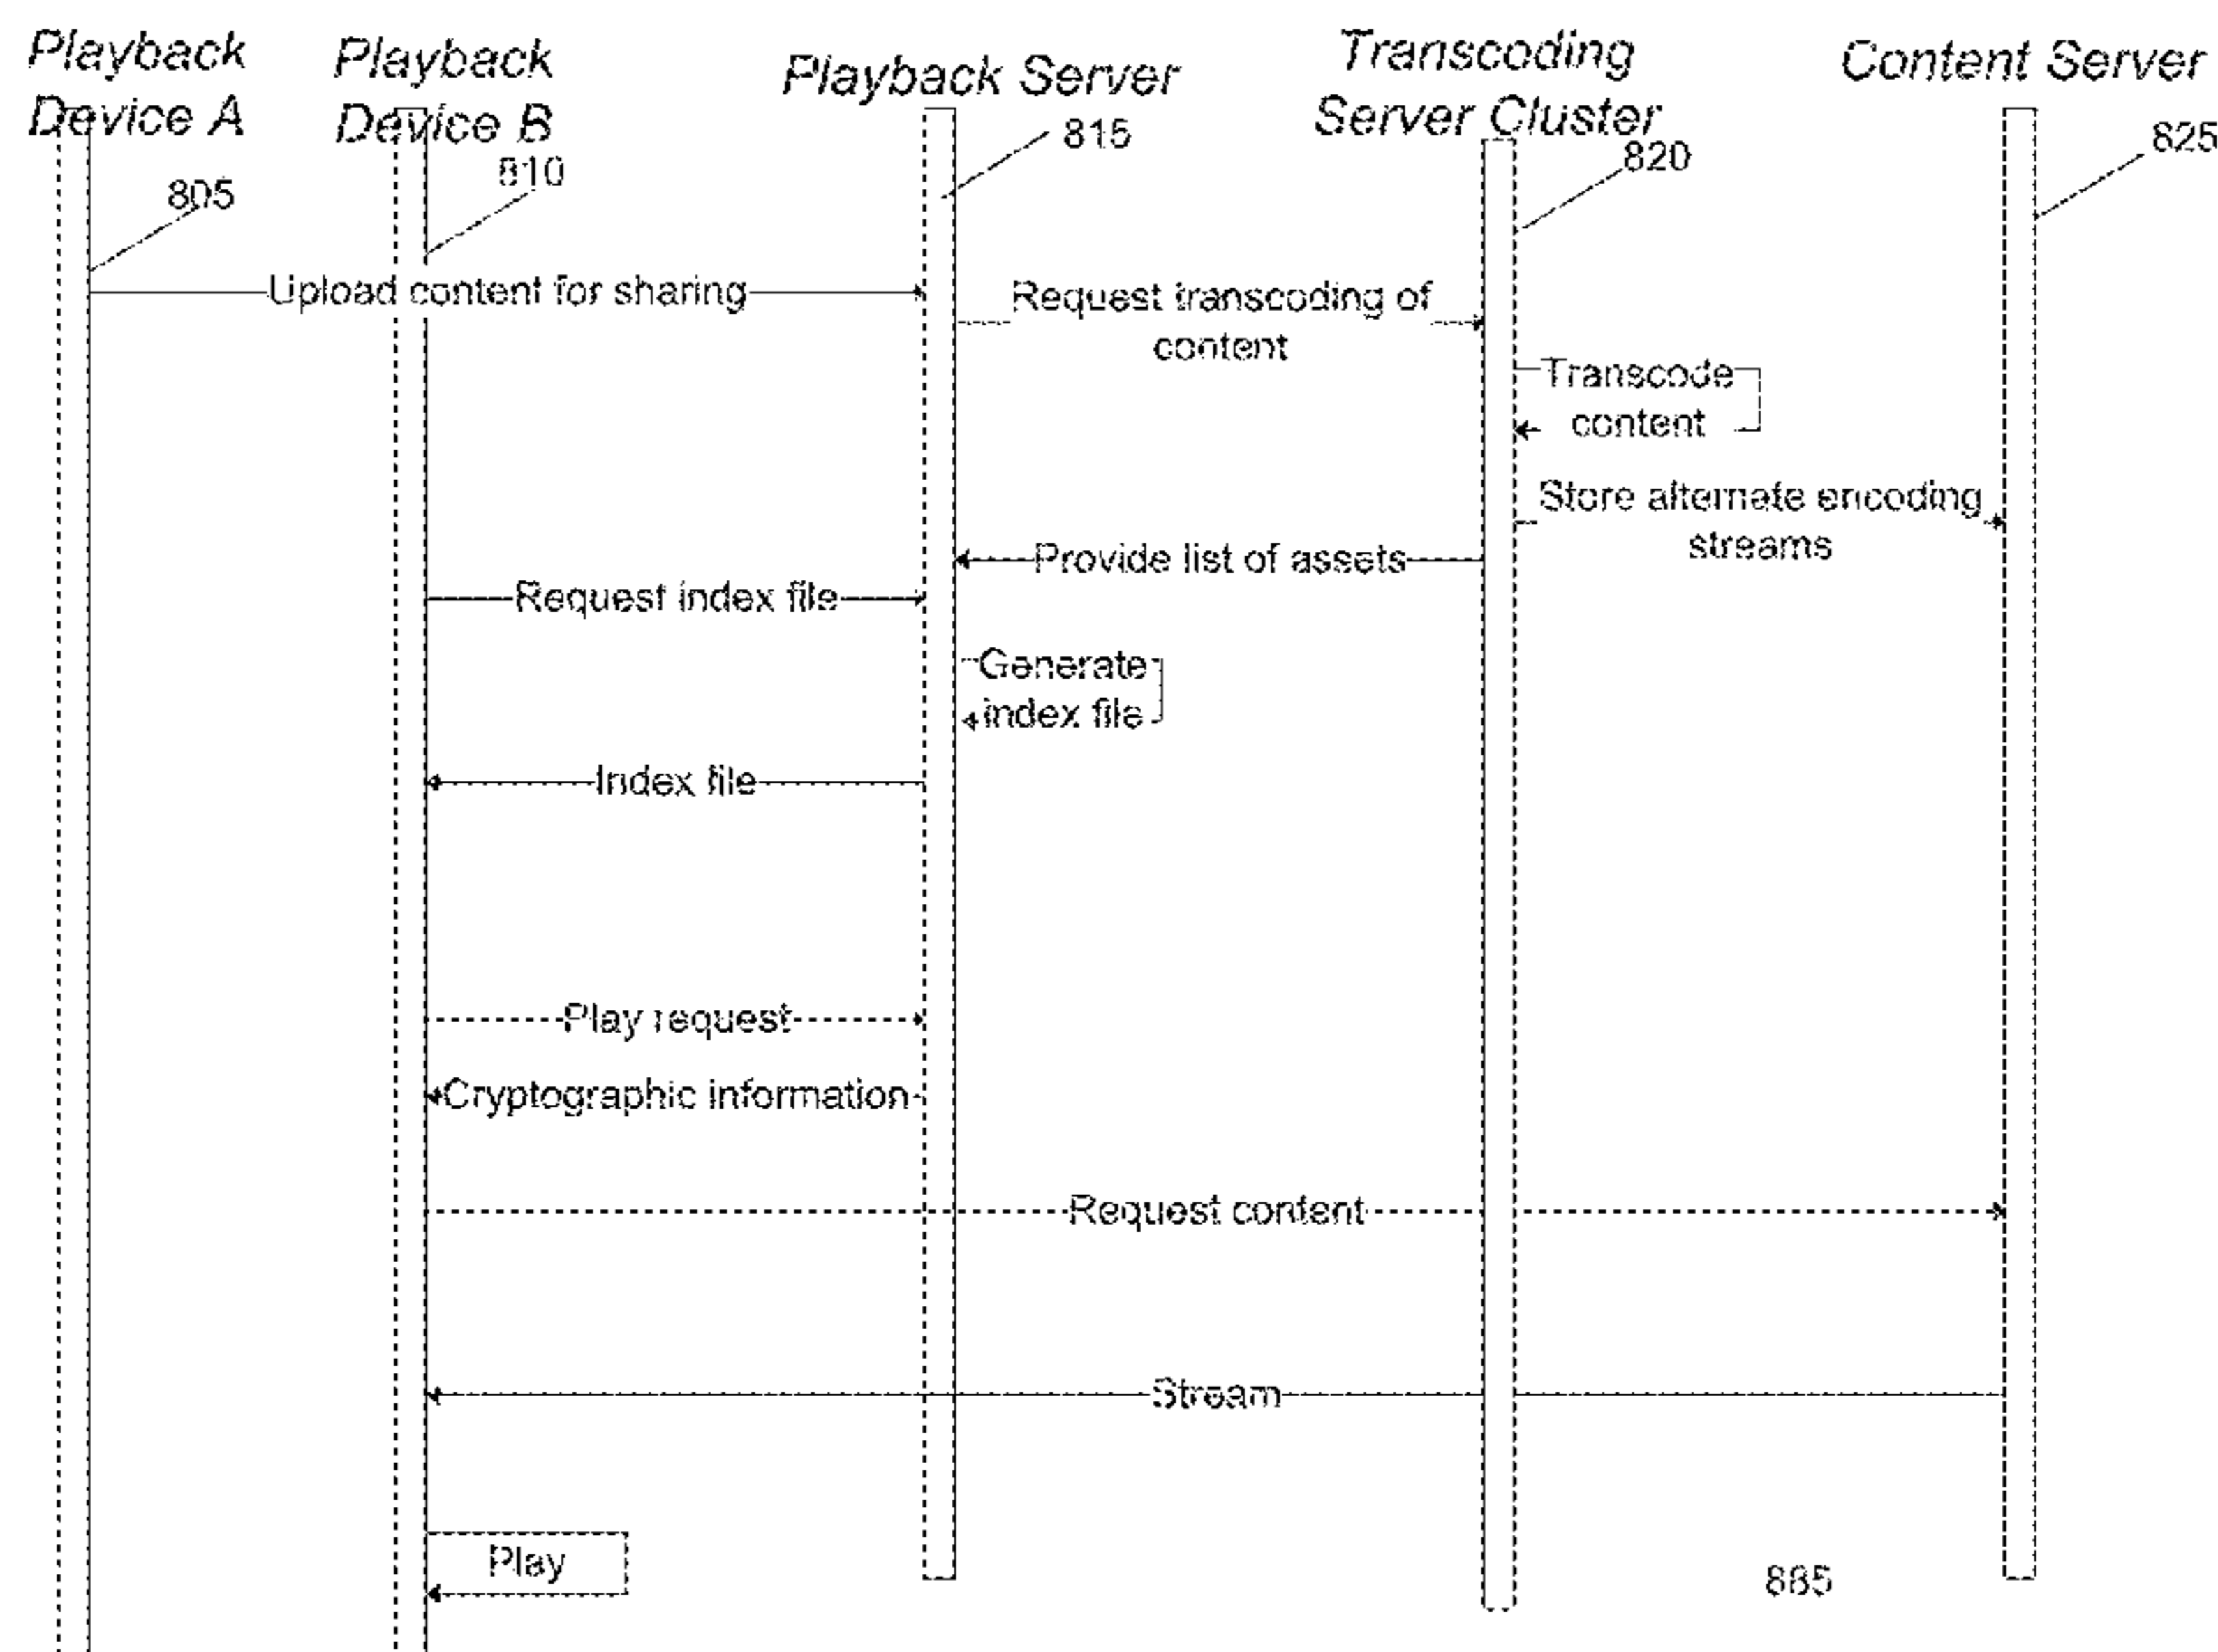 Playback
Device A
Playback
Device B
Playback Server
Transcoding
Server Cluster
Content Server
805
810
815
820
825
Upload content for sharing
Request transcoding of
content
Transcode
content
Store alternate encoding
streams
Provide list of assets
Request index file
Generate
index file
Index file
Play request
Cryptographic information
Request content
Stream
Play
885